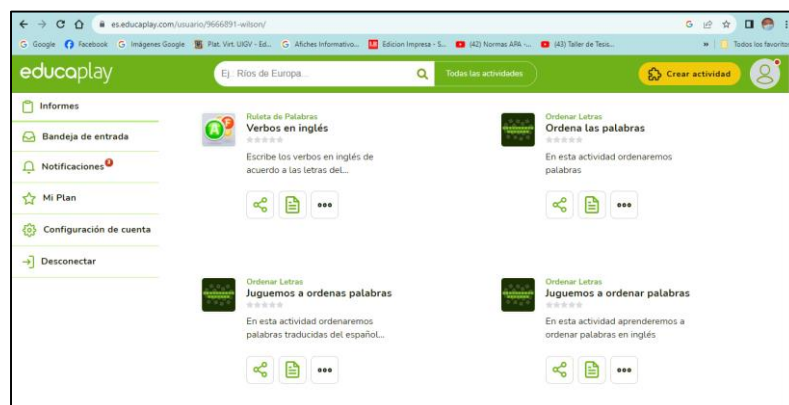 es.educaplay.com/usuario/9666891-wilson/
Google Facebook Imágenes Google Plat. Virt. UIGV - Ed... Afiches Informativo... Edicion Impresa - S... (42) Normas APA -... (43) Taller de Tesis... » Todos los favoritos
educaplay Ej.: Ríos de Europa... Todas las actividades Crear actividad
Informes
Bandeja de entrada
Notificaciones
Mi Plan
Configuración de cuenta
Desconectar
Ruleta de Palabras
Verbos en inglés
Escribe los verbos en inglés de
acuerdo a las letras del...
Ordenar Letras
Ordena las palabras
En esta actividad ordenaremos
palabras
Ordenar Letras
Juguemos a ordenas palabras
En esta actividad ordenaremos
palabras traducidas del español...
Ordenar Letras
Juguemos a ordenar palabras
En esta actividad aprenderemos a
ordenar palabras en inglés